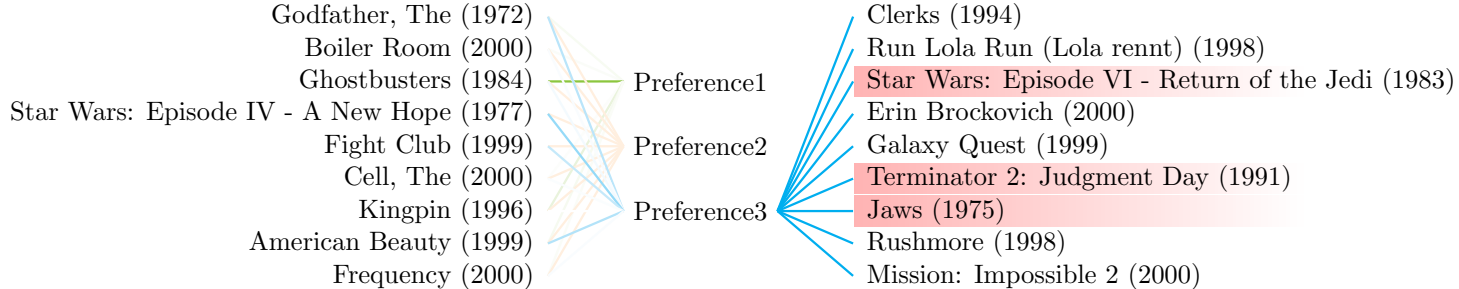 Godfather, The (1972)
Boiler Room (2000)
Ghostbusters (1984)
Star Wars: Episode IV - A New Hope (1977)
Fight Club (1999)
Cell, The (2000)
Kingpin (1996)
American Beauty (1999)
Frequency (2000)
Preference1
Preference2
Preference3
Clerks (1994)
Run Lola Run (Lola rennt) (1998)
Star Wars: Episode VI - Return of the Jedi (1983)
Erin Brockovich (2000)
Galaxy Quest (1999)
Terminator 2: Judgment Day (1991)
Jaws (1975)
Rushmore (1998)
Mission: Impossible 2 (2000)